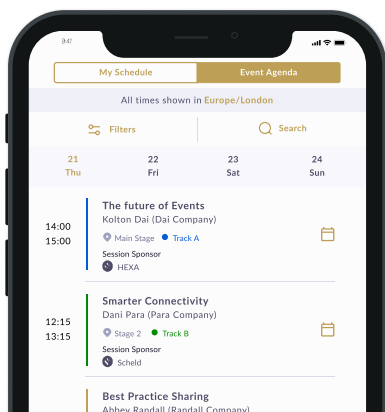 9:41
My Schedule
Event Agenda
All times shown in Europe/London
Filters
Search
21 22 23 24
Thu Fri Sat Sun
14:00
15:00
The future of Events
Kolton Dai (Dai Company)
Main Stage Track A
Session Sponsor
HEXA
12:15
13:15
Smarter Connectivity
Dani Para (Para Company)
Stage 2 Track B
Session Sponsor
Scheld
Best Practice Sharing
Abbey Randall (Randall Company)